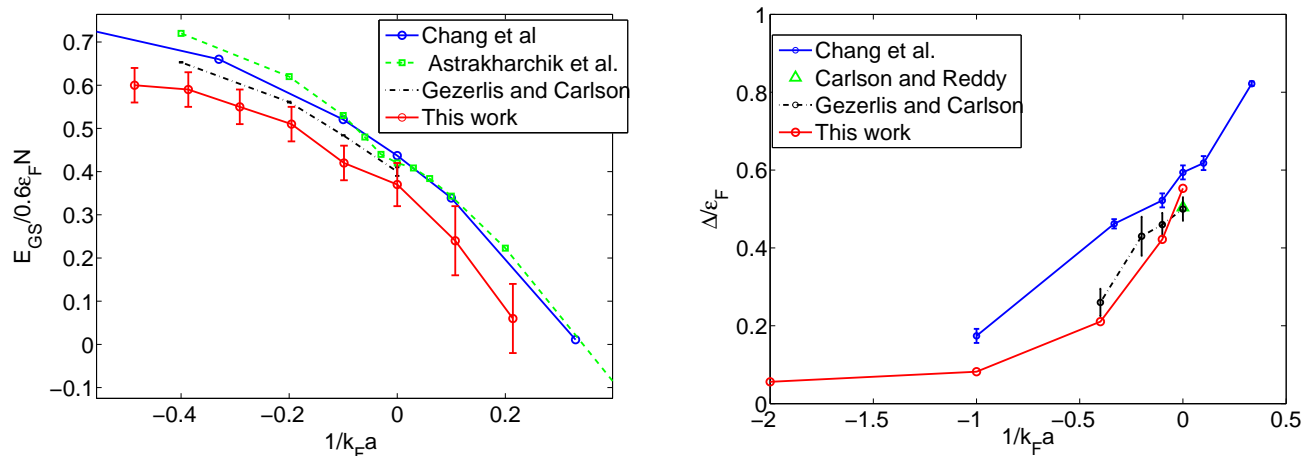 0.7
0.6
0.5
0.4
0.3
0.2
0.1
0
−0.1
E_GS/0.6ε_F N
−0.4
−0.2
0
0.2
1/k_F a
Chang et al
Astrakharchik et al.
Gezerlis and Carlson
This work
1
0.8
0.6
0.4
0.2
0
Δ/ε_F
−2
−1.5
−1
−0.5
0
0.5
1/k_F a
Chang et al.
Carlson and Reddy
Gezerlis and Carlson
This work